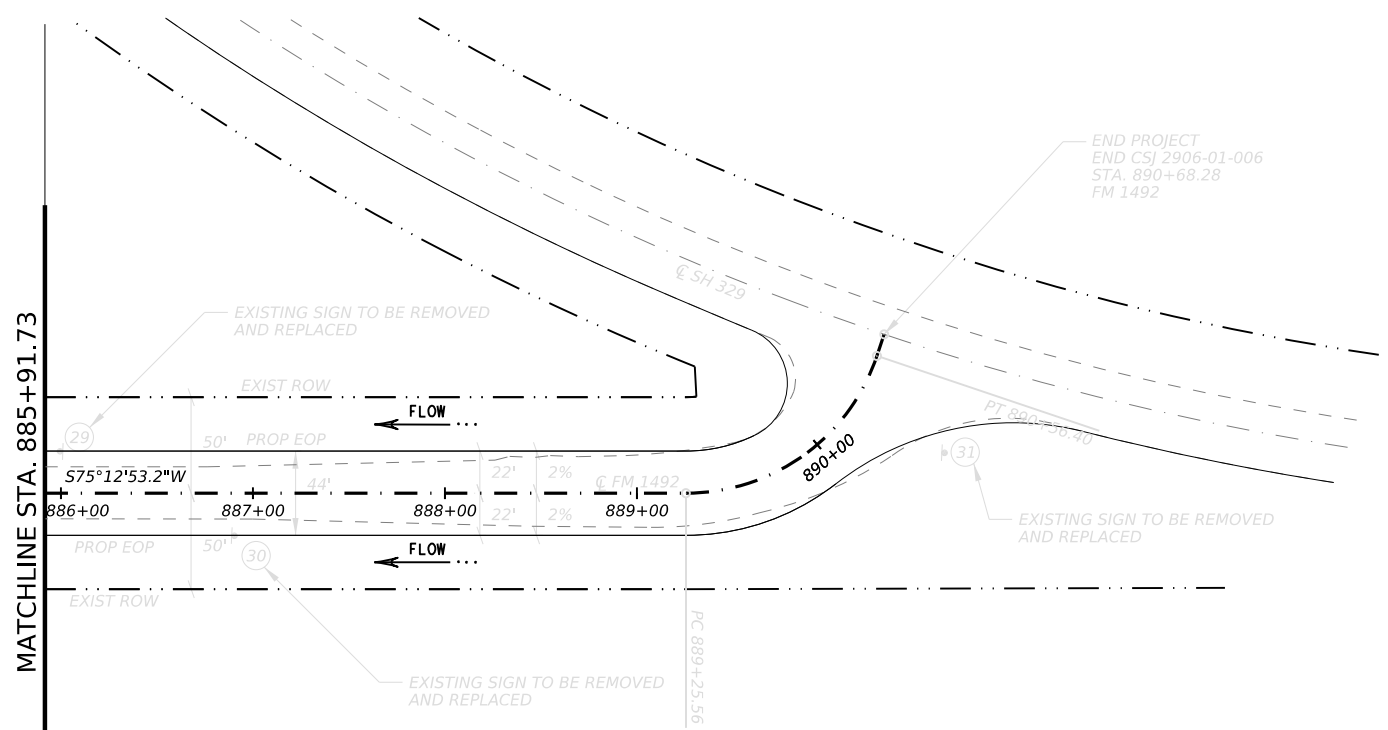 END PROJECT
END CSJ 2906-01-006
STA. 890+68.28
FM 1492
℄ SH 329
EXISTING SIGN TO BE REMOVED
AND REPLACED
MATCHLINE STA. 885+91.73
EXIST ROW
FLOW
PT 890+56.40
29
50'
PROP EOP
890+00
31
S75°12'53.2"W
44'
22'
2%
℄ FM 1492
886+00
887+00
888+00
22'
2%
889+00
EXISTING SIGN TO BE REMOVED
AND REPLACED
PROP EOP
50'
30
FLOW
EXIST ROW
PC 889+25.56
EXISTING SIGN TO BE REMOVED
AND REPLACED